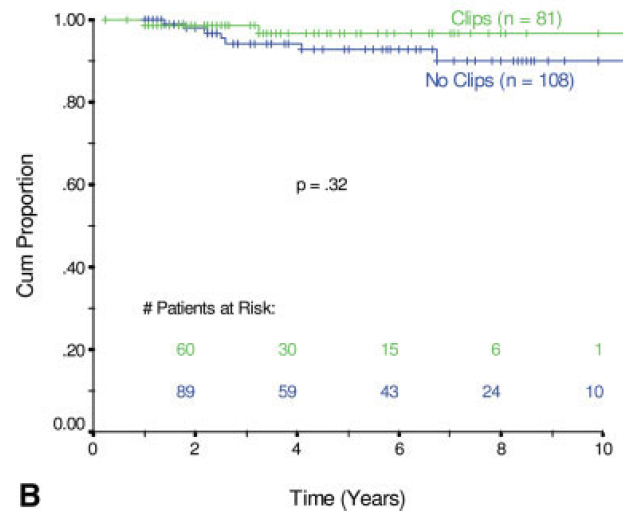 1.00
Clips (n = 81)
No Clips (n = 108)
.80
.60
p = .32
Cum Proportion
.40
# Patients at Risk:
.20
60 30 15 6 1
89 59 43 24 10
0.00
0 2 4 6 8 10
B
Time (Years)